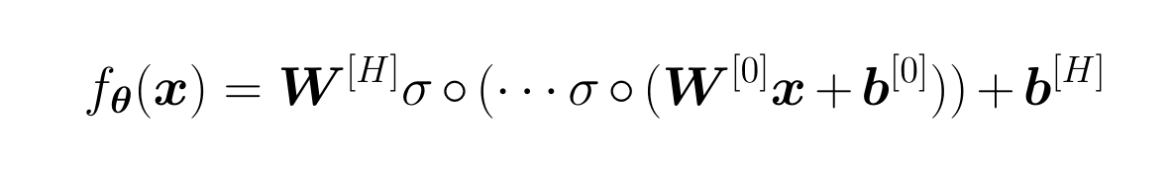 f_θ(x) = W^{[H]}σ ∘ (⋯ σ ∘ (W^{[0]}x + b^{[0]})) + b^{[H]}